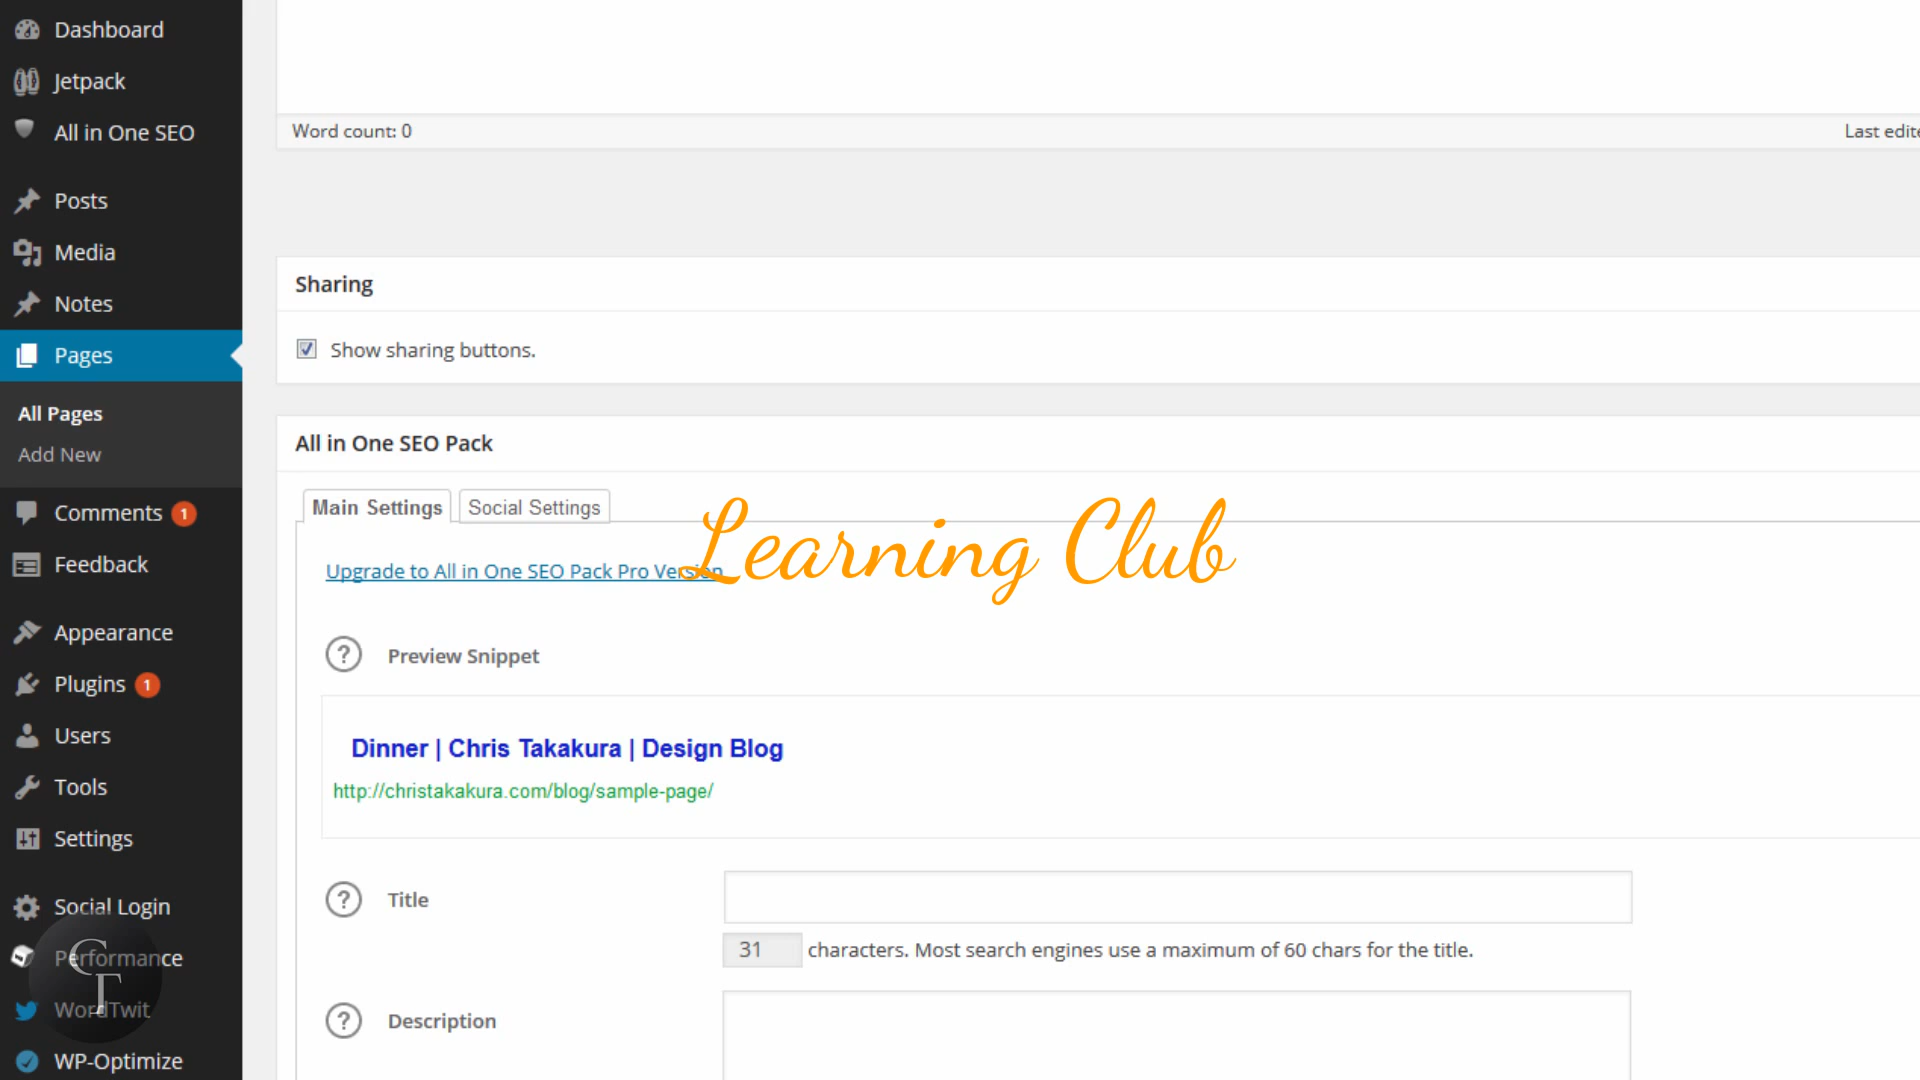 Dashboard
Jetpack
All in One SEO
Posts
Media
Notes
Pages
All Pages
Add New
Comments 1
Feedback
Appearance
Plugins 1
Users
Tools
Settings
Social Login
Performance
WordTwit
WP-Optimize
CT
Word count: 0
Last edite
Sharing
Show sharing buttons.
All in One SEO Pack
Main Settings Social Settings
Learning Club
Upgrade to All in One SEO Pack Pro Version
? Preview Snippet
Dinner | Chris Takakura | Design Blog
http://christakakura.com/blog/sample-page/
? Title
31 characters. Most search engines use a maximum of 60 chars for the title.
? Description